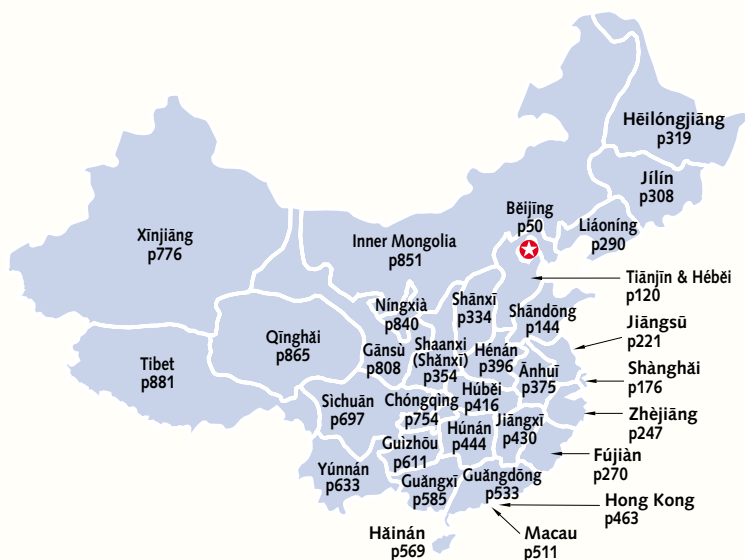 Hēilóngjiāng
p319
Jílín
p308
Běijīng
p50
Liáoníng
p290
Xīnjiāng
p776
Inner Mongolia
p851
Tiānjīn & Héběi
p120
Níngxià
p840
Shānxī
p334
Shāndōng
p144
Jiāngsū
p221
Qīnghǎi
p865
Gānsù
p808
Shaanxi
(Shǎnxī)
p354
Hénán
p396
Ānhuī
p375
Shànghǎi
p176
Tibet
p881
Sìchuān
p697
Chóngqìng
p754
Húběi
p416
Zhèjiāng
p247
Jiāngxī
p430
Húnán
p444
Guìzhōu
p611
Fújiàn
p270
Yúnnán
p633
Guǎngxī
p585
Guǎngdōng
p533
Hong Kong
p463
Macau
p511
Hǎinán
p569